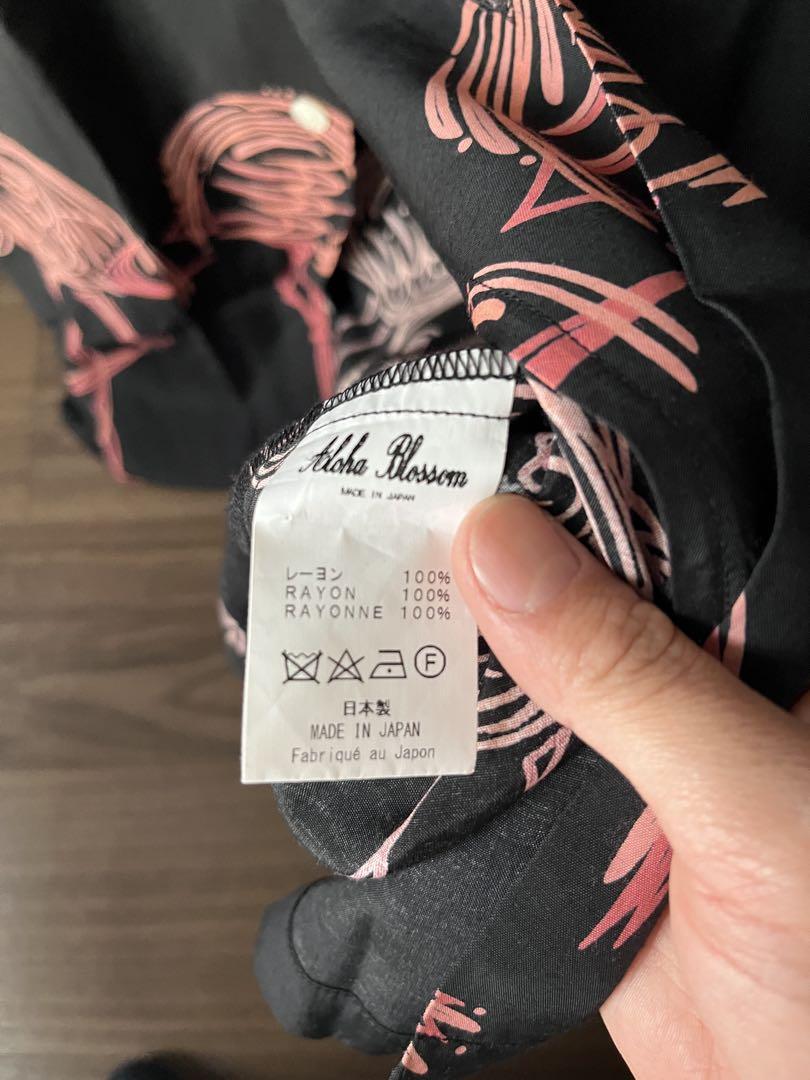 Aloha Blossom
MADE IN JAPAN
レーヨン 100%
RAYON 100%
RAYONNE 100%
F
日本製
MADE IN JAPAN
Fabriqué au Japon